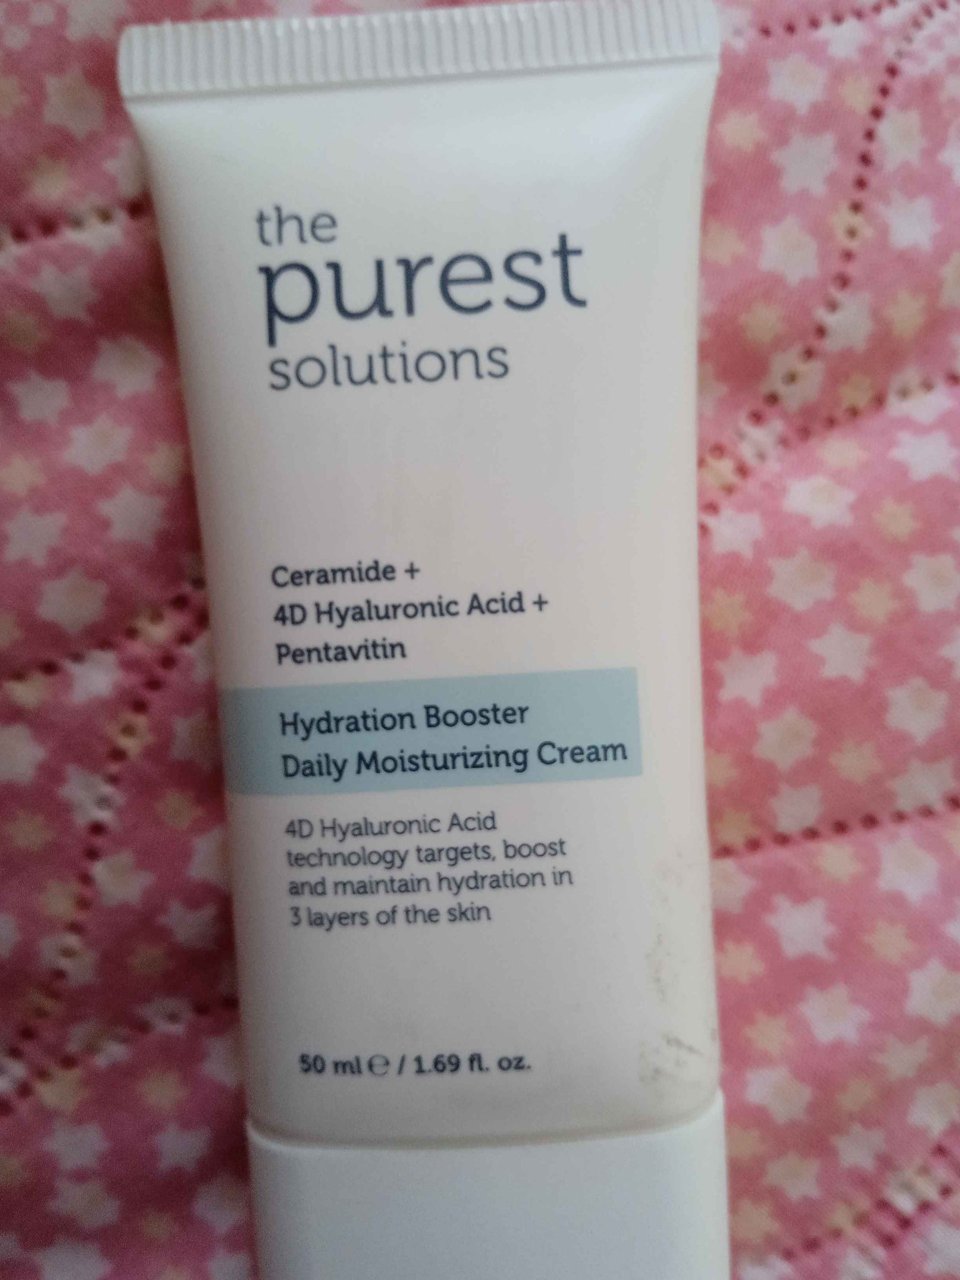 the
purest
solutions
Ceramide +
4D Hyaluronic Acid +
Pentavitin
Hydration Booster
Daily Moisturizing Cream
4D Hyaluronic Acid
technology targets, boost
and maintain hydration in
3 layers of the skin
50 ml ℮ / 1.69 fl. oz.